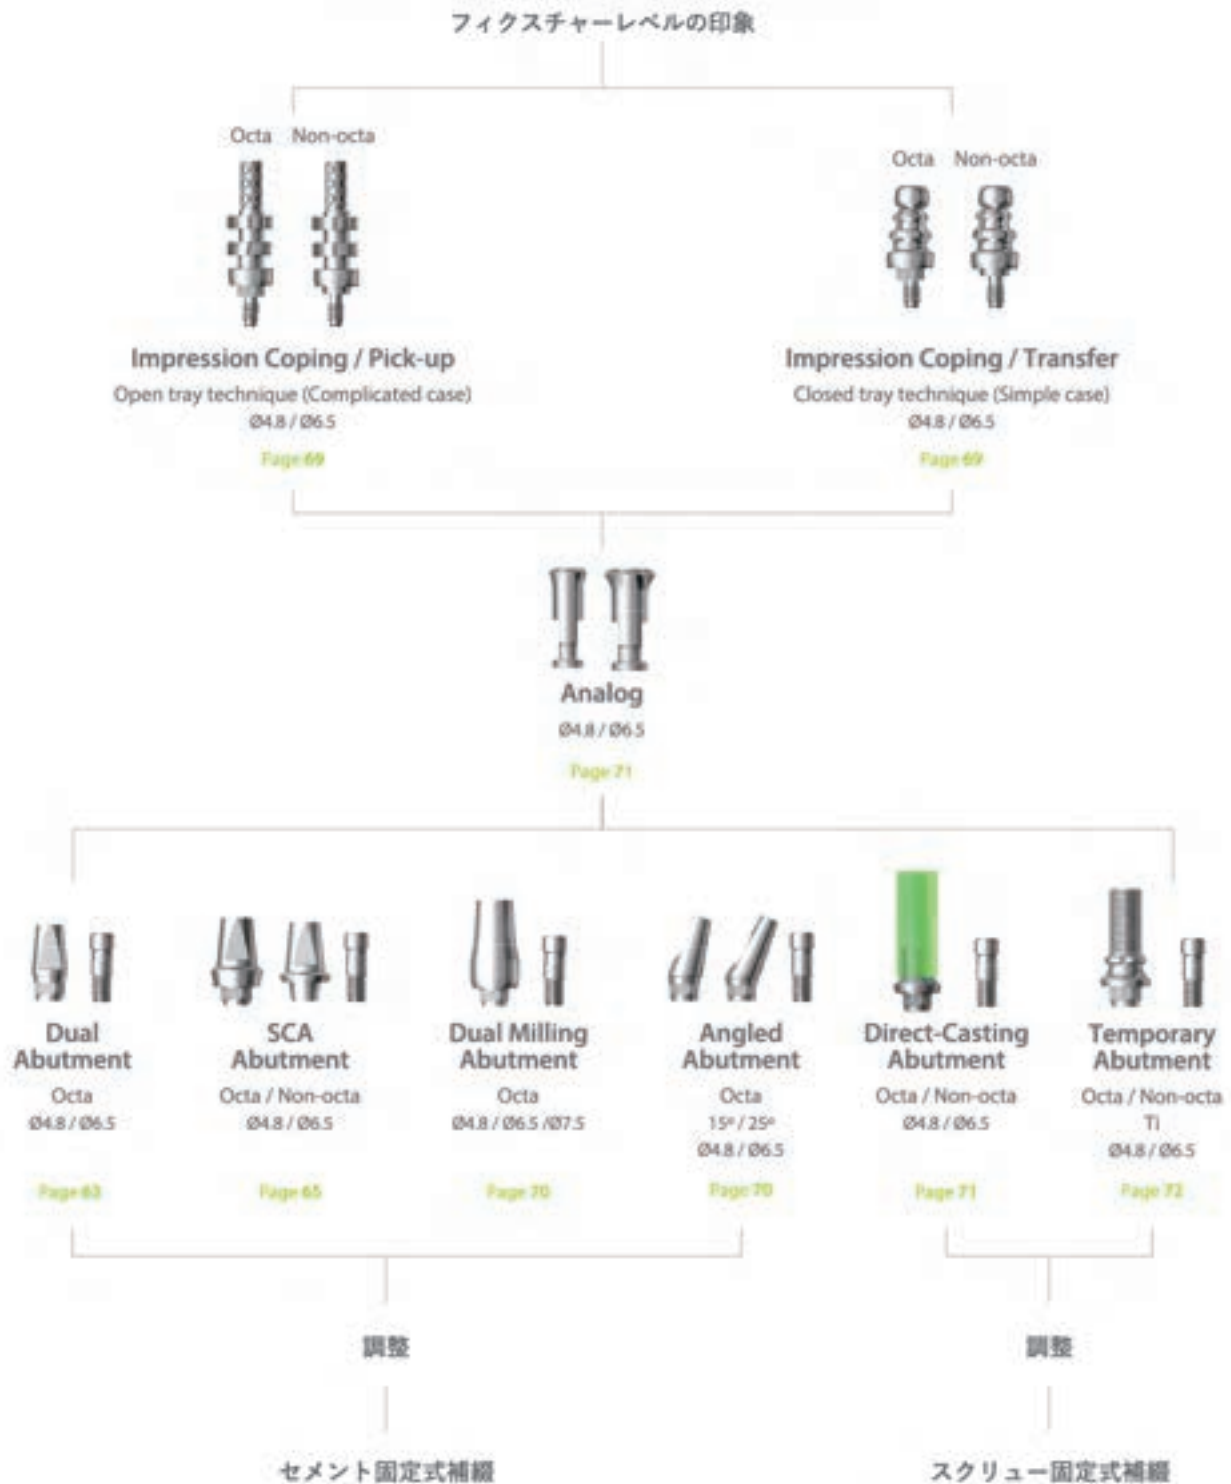 フィクスチャーレベルの印象
Octa Non-octa
Octa Non-octa
Impression Coping / Pick-up
Open tray technique (Complicated case)
Ø4.8 / Ø6.5
Page 69
Impression Coping / Transfer
Closed tray technique (Simple case)
Ø4.8 / Ø6.5
Page 69
Analog
Ø4.8 / Ø6.5
Page 71
Dual
Abutment
Octa
Ø4.8 / Ø6.5
Page 63
SCA
Abutment
Octa / Non-octa
Ø4.8 / Ø6.5
Page 65
Dual Milling
Abutment
Octa
Ø4.8 / Ø6.5 /Ø7.5
Page 70
Angled
Abutment
Octa
15º / 25º
Ø4.8 / Ø6.5
Page 70
Direct-Casting
Abutment
Octa / Non-octa
Ø4.8 / Ø6.5
Page 71
Temporary
Abutment
Octa / Non-octa
Ti
Ø4.8 / Ø6.5
Page 72
調整
調整
セメント固定式補綴
スクリュー固定式補綴